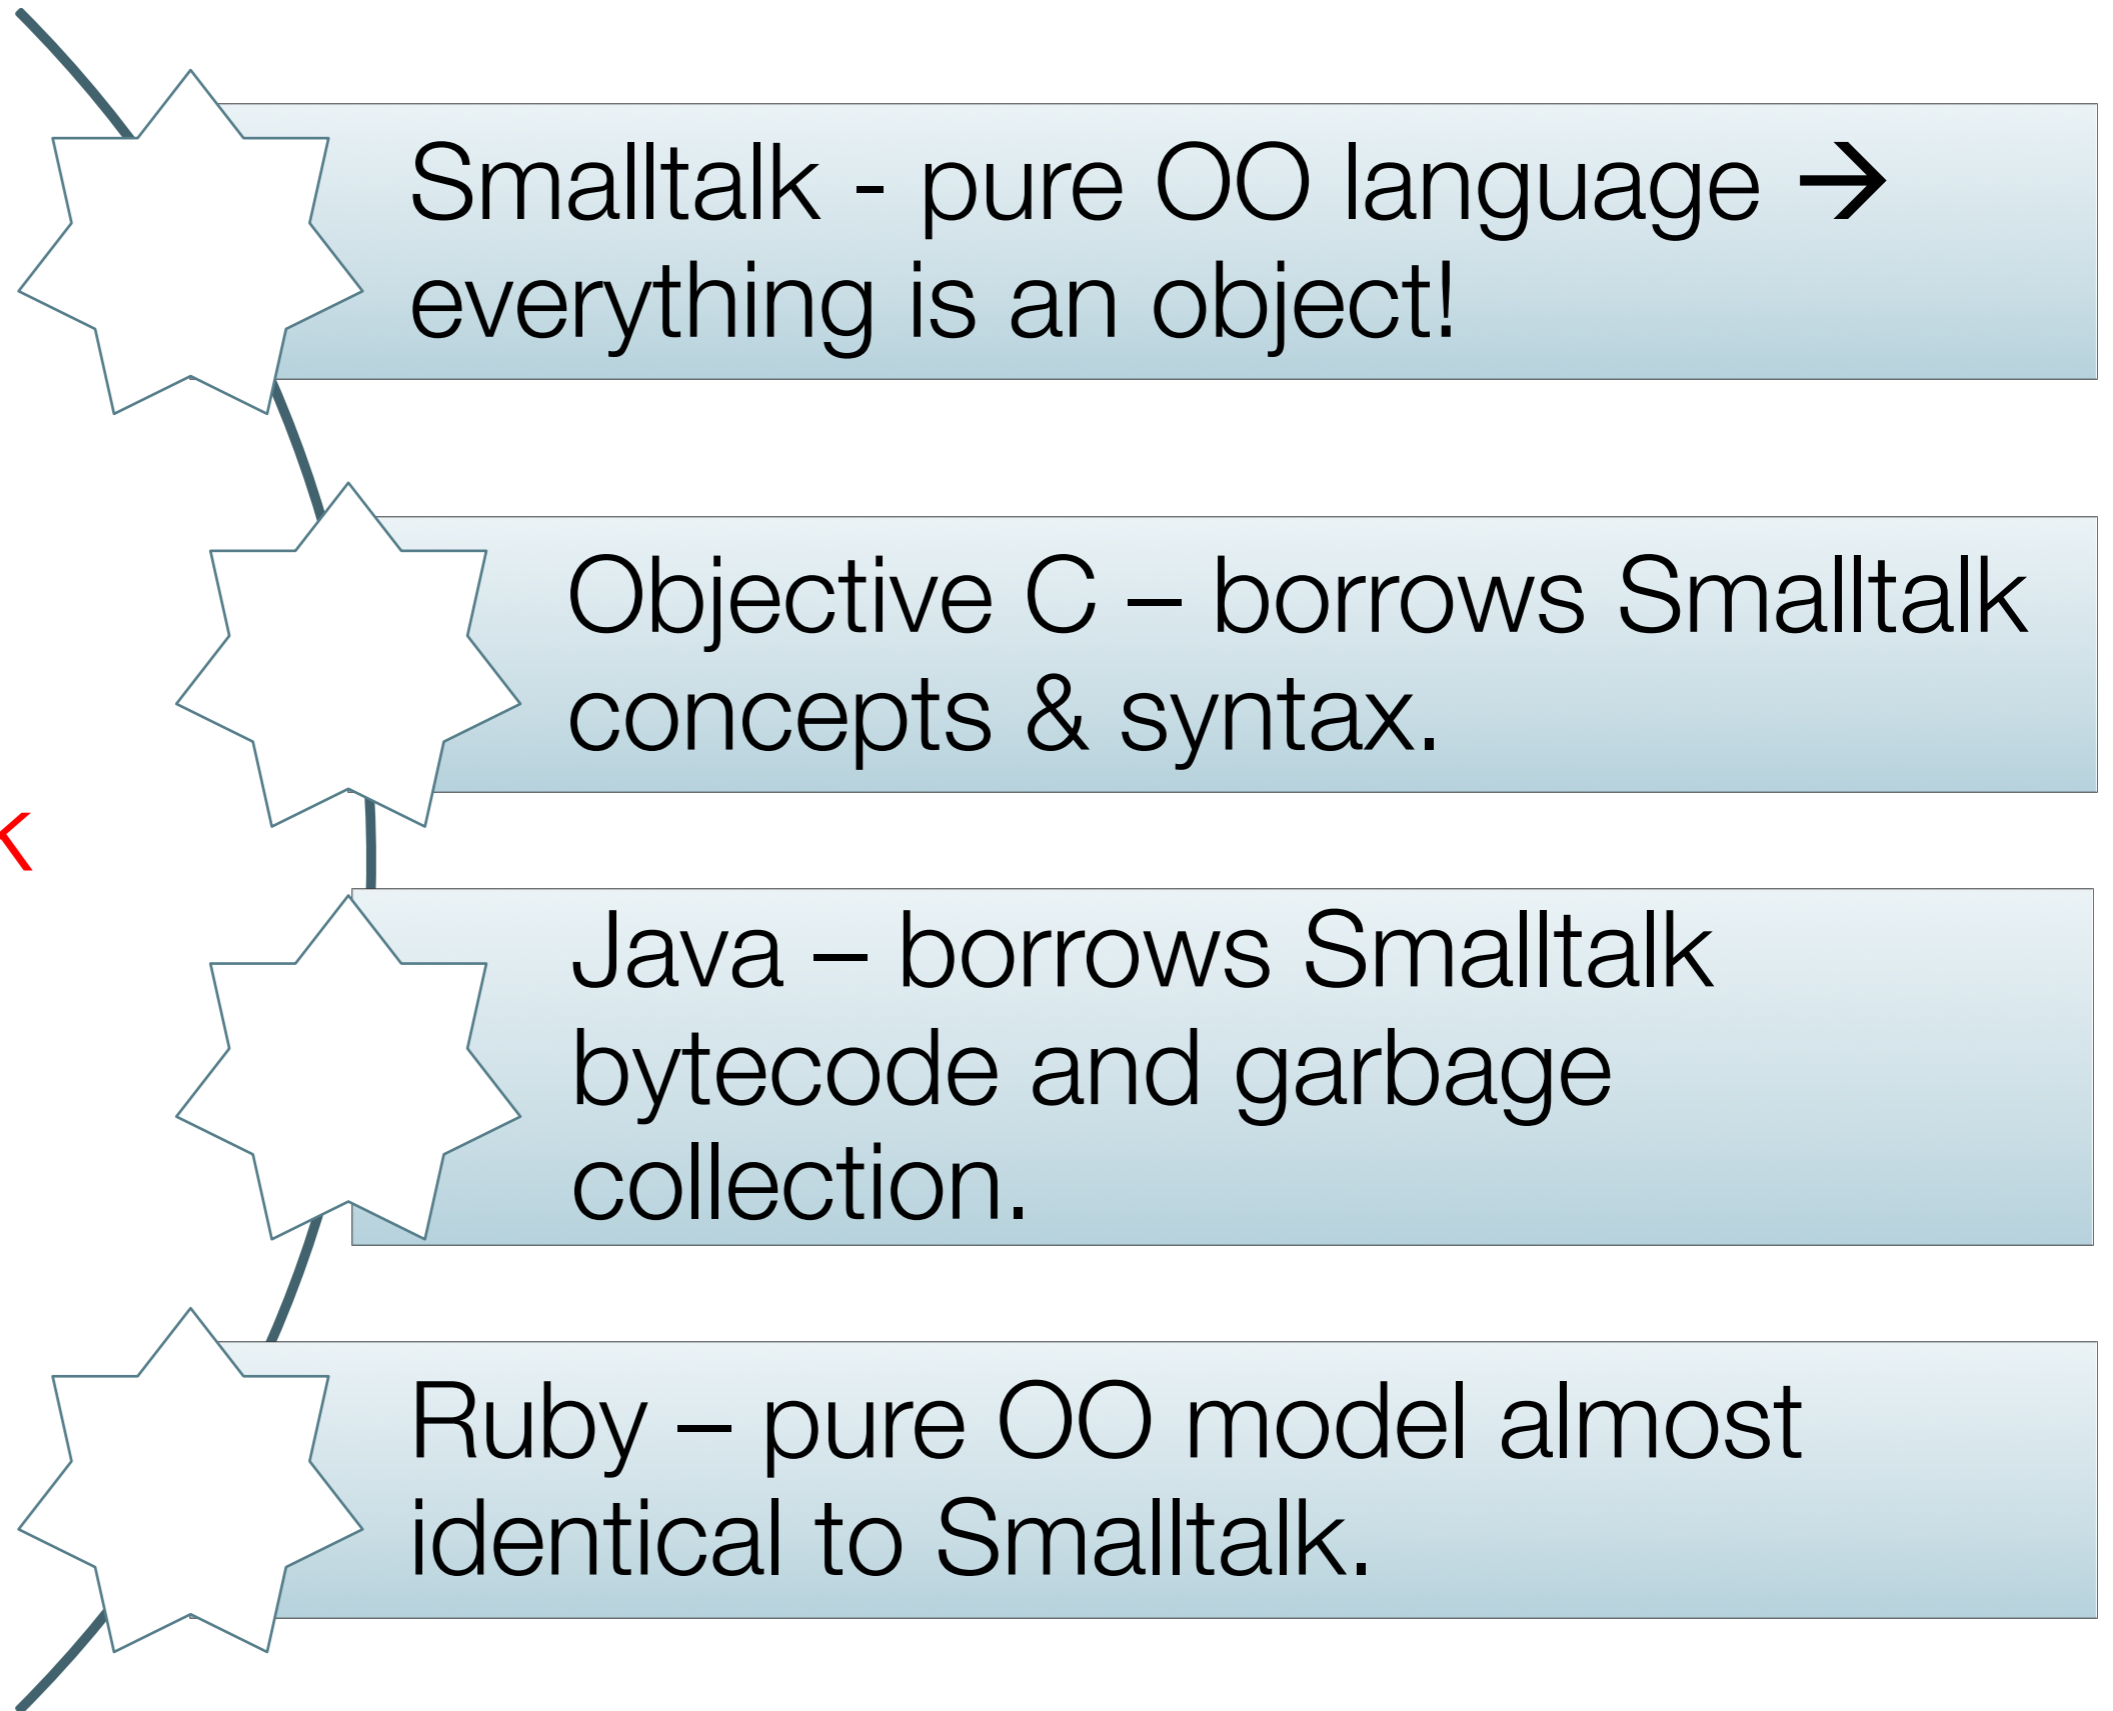 Smalltalk - pure OO language →
everything is an object!
Objective C – borrows Smalltalk
concepts & syntax.
Java – borrows Smalltalk
bytecode and garbage
collection.
Ruby – pure OO model almost
identical to Smalltalk.